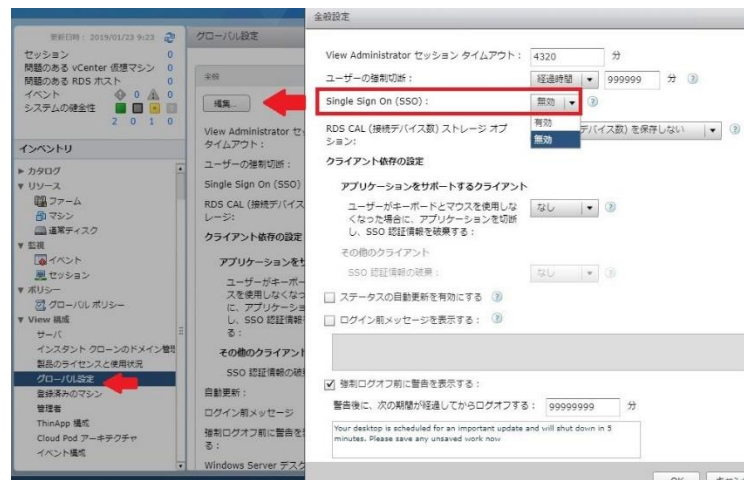 更新日時: 2019/01/23 9:23
セッション 0
問題のある vCenter 仮想マシン 0
問題のある RDS ホスト 0
イベント 0 0
システムの健全性
2 0 1 0
インベントリ
カタログ
リソース
ファーム
マシン
通常ディスク
監視
イベント
セッション
ポリシー
グローバル ポリシー
View 構成
サーバ
インスタント クローンのドメイン管理
製品のライセンスと使用状況
グローバル設定
登録済みのマシン
管理者
ThinApp 構成
Cloud Pod アーキテクチャ
イベント構成
グローバル設定
全般
編集...
View Administrator セ
タイムアウト:
ユーザーの強制切断:
Single Sign On (SSO)
RDS CAL (接続デバイス
レージ:
クライアント依存の設定
アプリケーションをサ
ユーザーがキーボー
スを使用しなくなっ
に、アプリケーショ
し、SSO 認証情報
る:
その他のクライアント
SSO 認証情報の破
自動更新:
ログイン前メッセージ
強制ログオフ前に警告を
る:
Windows Server デスク
全般設定
View Administrator セッション タイムアウト: 4320 分
ユーザーの強制切断: 経過時間 999999 分
Single Sign On (SSO): 無効
有効
無効
RDS CAL (接続デバイス数) ストレージ オプ
ション:
デバイス数) を保存しない
クライアント依存の設定
アプリケーションをサポートするクライアント
ユーザーがキーボードとマウスを使用しな
くなった場合に、アプリケーションを切断
し、SSO 認証情報を破棄する: なし
その他のクライアント
SSO 認証情報の破棄: なし
ステータスの自動更新を有効にする
ログイン前メッセージを表示する:
強制ログオフ前に警告を表示する:
警告後に、次の期間が経過してからログオフする: 99999999 分
Your desktop is scheduled for an important update and will shut down in 5
minutes. Please save any unsaved work now
OK キャン